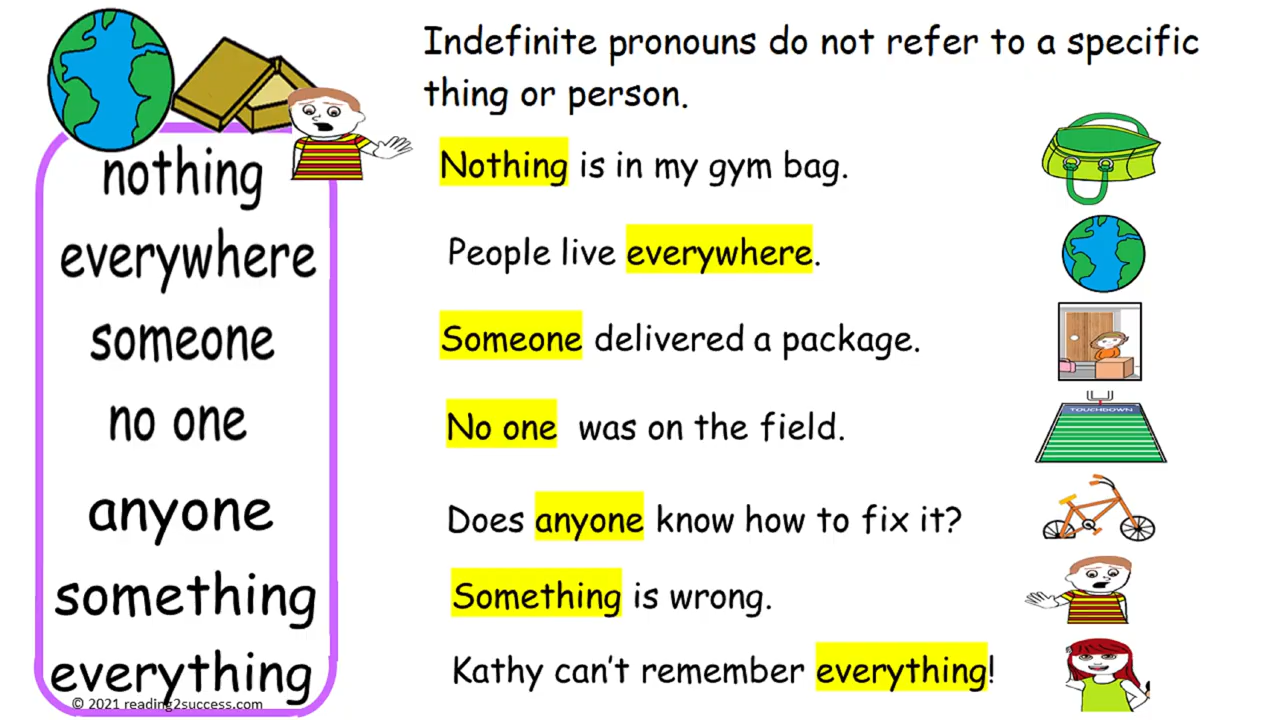 Indefinite pronouns do not refer to a specific
thing or person.
nothing
everywhere
someone
no one
anyone
something
everything
© 2021 reading2success.com
Nothing is in my gym bag.
People live everywhere.
Someone delivered a package.
No one was on the field.
TOUCHDOWN
Does anyone know how to fix it?
Something is wrong.
Kathy can't remember everything!